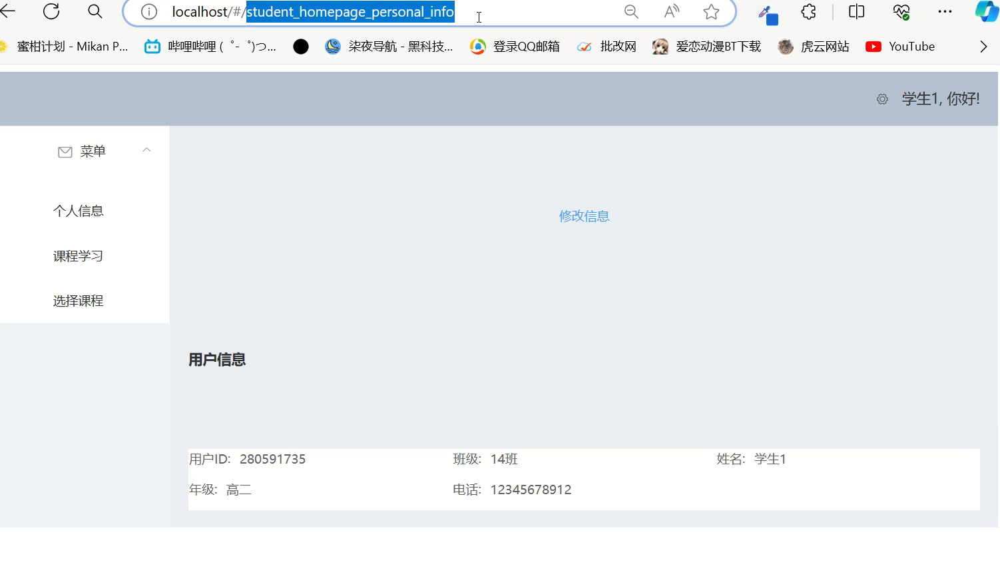 localhost/#/student_homepage_personal_info
蜜柑计划 - Mikan P... 哔哩哔哩 (゜-゜)つ... 柒夜导航 - 黑科技... 登录QQ邮箱 批改网 爱恋动漫BT下载 虎云网站 YouTube
学生1, 你好!
菜单
个人信息
课程学习
选择课程
修改信息
用户信息
用户ID: 280591735 班级: 14班 姓名: 学生1
年级: 高二 电话: 12345678912